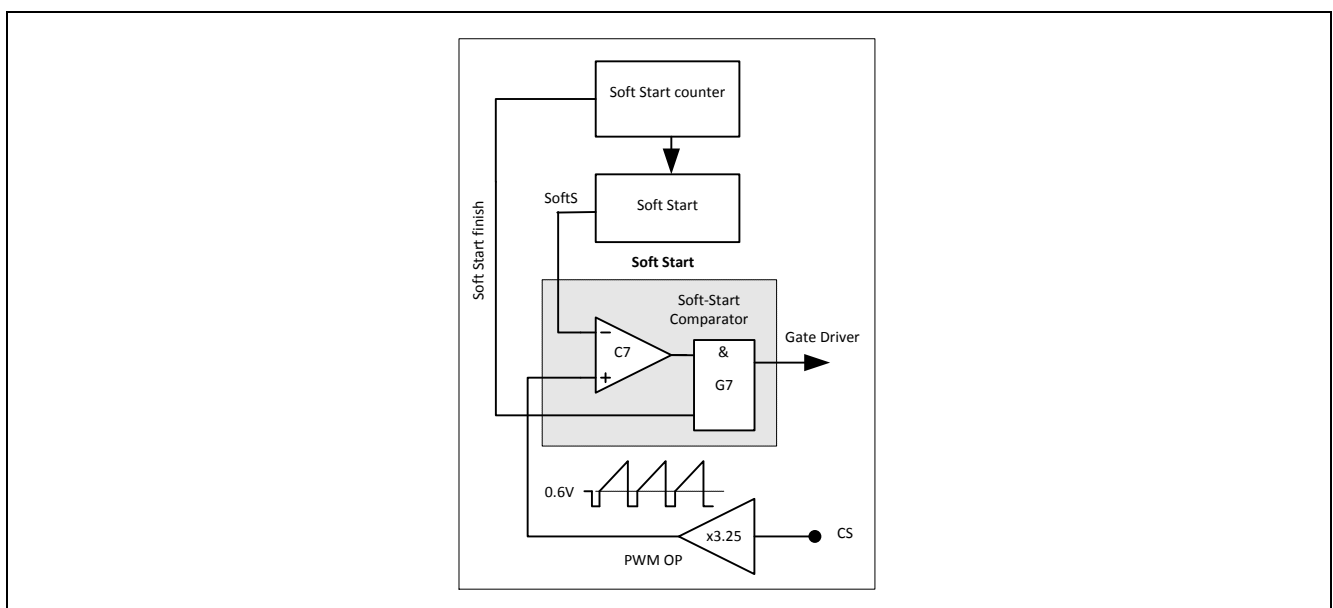 Soft Start counter
SoftS
Soft Start
Soft Start finish
Soft Start
Soft-Start
Comparator
Gate Driver
−
C7
+
&
G7
0.6V
x3.25
CS
PWM OP